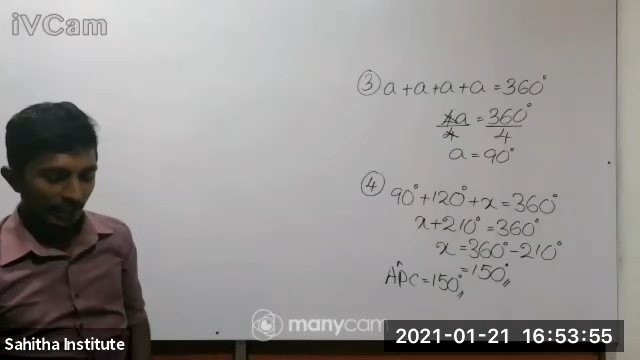 iVCam
③ a + a + a + a = 360°
4a/4 = 360°/4
a = 90°
④ 90° + 120° + x = 360°
x + 210° = 360°
x = 360° - 210°
= 150°
AD̂C = 150°
manycam
Sahitha Institute
2021-01-21 16:53:55